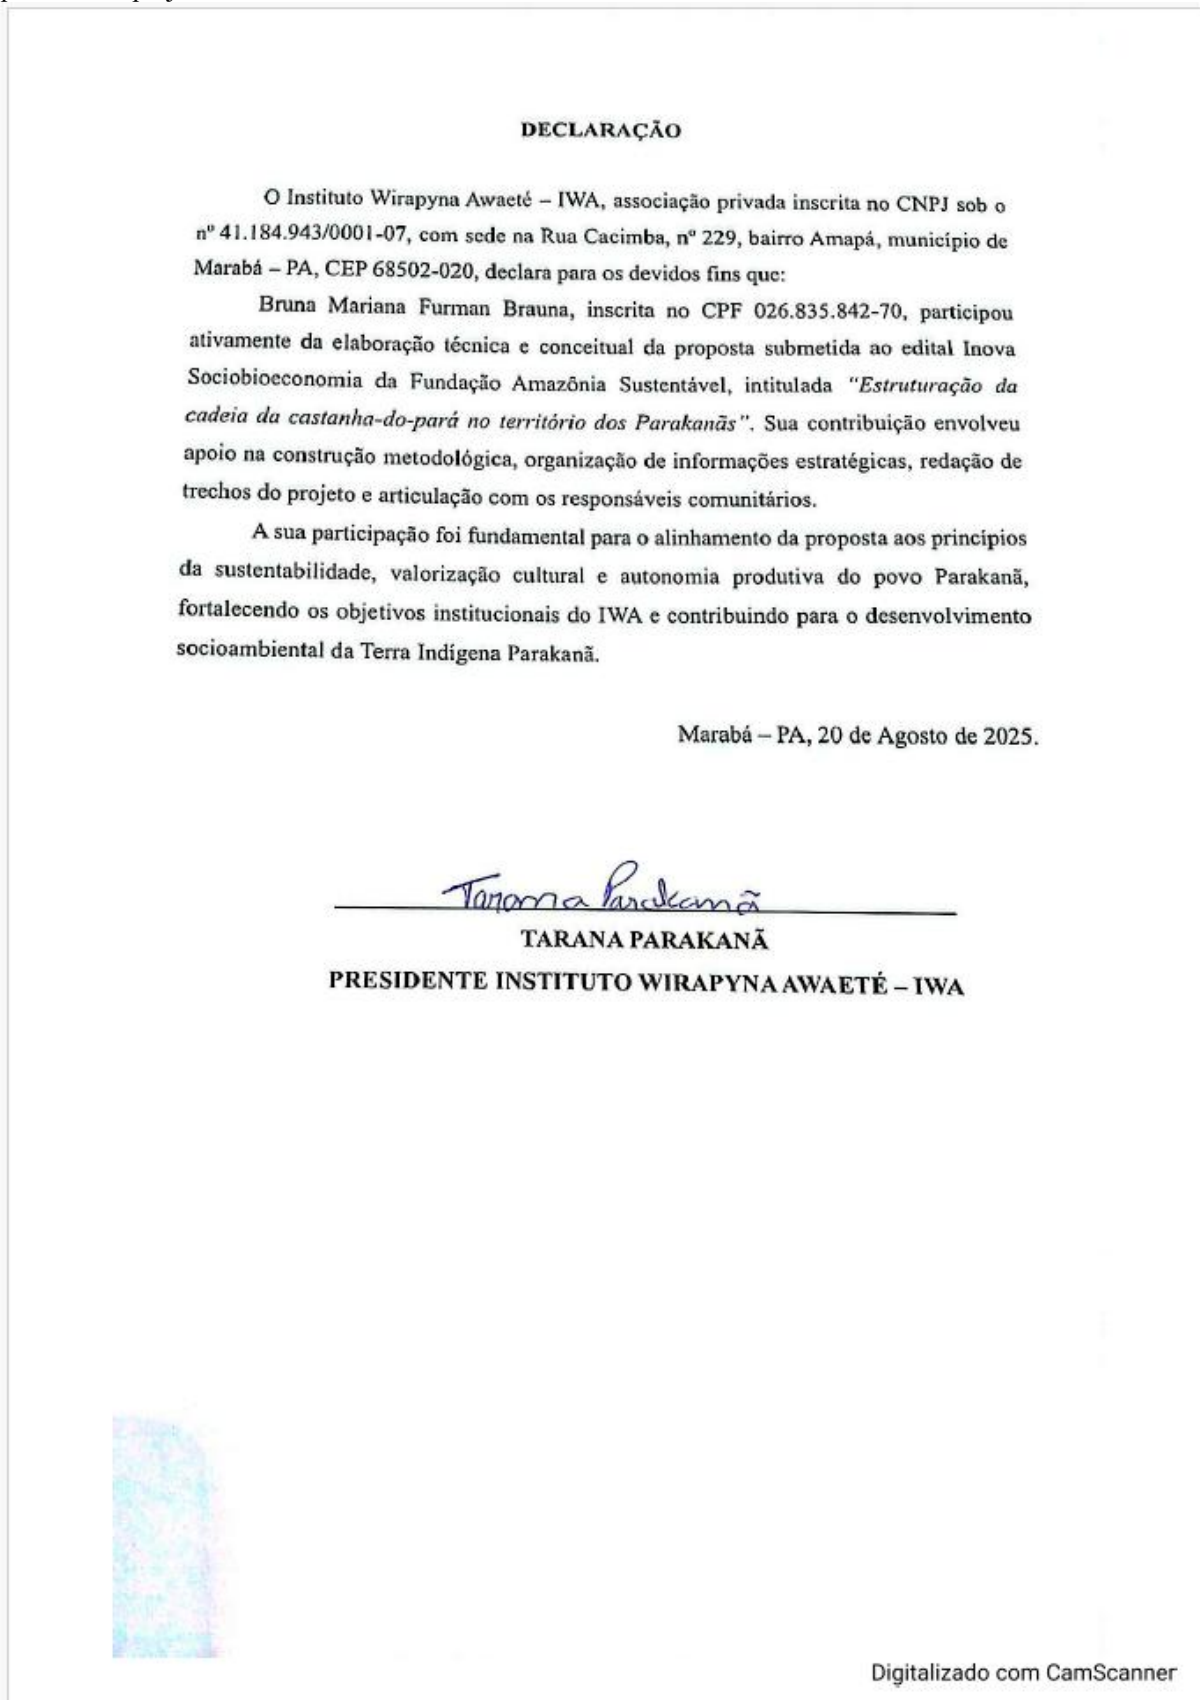 DECLARAÇÃO
O Instituto Wirapyna Awaeté – IWA, associação privada inscrita no CNPJ sob o
nº 41.184.943/0001-07, com sede na Rua Cacimba, nº 229, bairro Amapá, município de
Marabá – PA, CEP 68502-020, declara para os devidos fins que:
Bruna Mariana Furman Brauna, inscrita no CPF 026.835.842-70, participou
ativamente da elaboração técnica e conceitual da proposta submetida ao edital Inova
Sociobioeconomia da Fundação Amazônia Sustentável, intitulada "Estruturação da
cadeia da castanha-do-pará no território dos Parakanãs". Sua contribuição envolveu
apoio na construção metodológica, organização de informações estratégicas, redação de
trechos do projeto e articulação com os responsáveis comunitários.
A sua participação foi fundamental para o alinhamento da proposta aos princípios
da sustentabilidade, valorização cultural e autonomia produtiva do povo Parakanã,
fortalecendo os objetivos institucionais do IWA e contribuindo para o desenvolvimento
socioambiental da Terra Indígena Parakanã.
Marabá – PA, 20 de Agosto de 2025.
Tarana Parakanã
TARANA PARAKANÃ
PRESIDENTE INSTITUTO WIRAPYNA AWAETÉ – IWA
Digitalizado com CamScanner